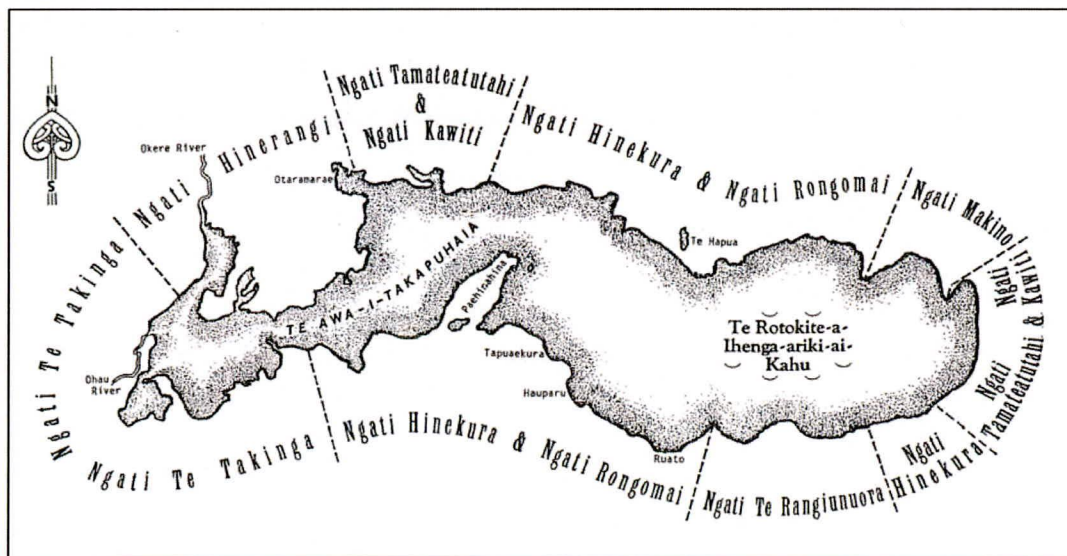 N
S
Ngati Te Takinga
Ngati Hinerangi
Ngati Tamateatutahi
&
Ngati Kawiti
Ngati Hinekura & Ngati Rongomai
Ngati Makino
Ngati
Tamateatutahi & Kawiti
Ngati
Ngati
Hinekura
Ngati Te Rangiunuora
Ngati Hinekura & Ngati Rongomai
Ngati Te Takinga
Okere River
Otaramarae
Te Hapua
TE AWA-I-TAKAPUHAIA
Paehinahina
Ohau
River
Tapuaekura
Hauparu
Ruato
Te Rotokite-a-
Ihenga-ariki-ai-
Kahu